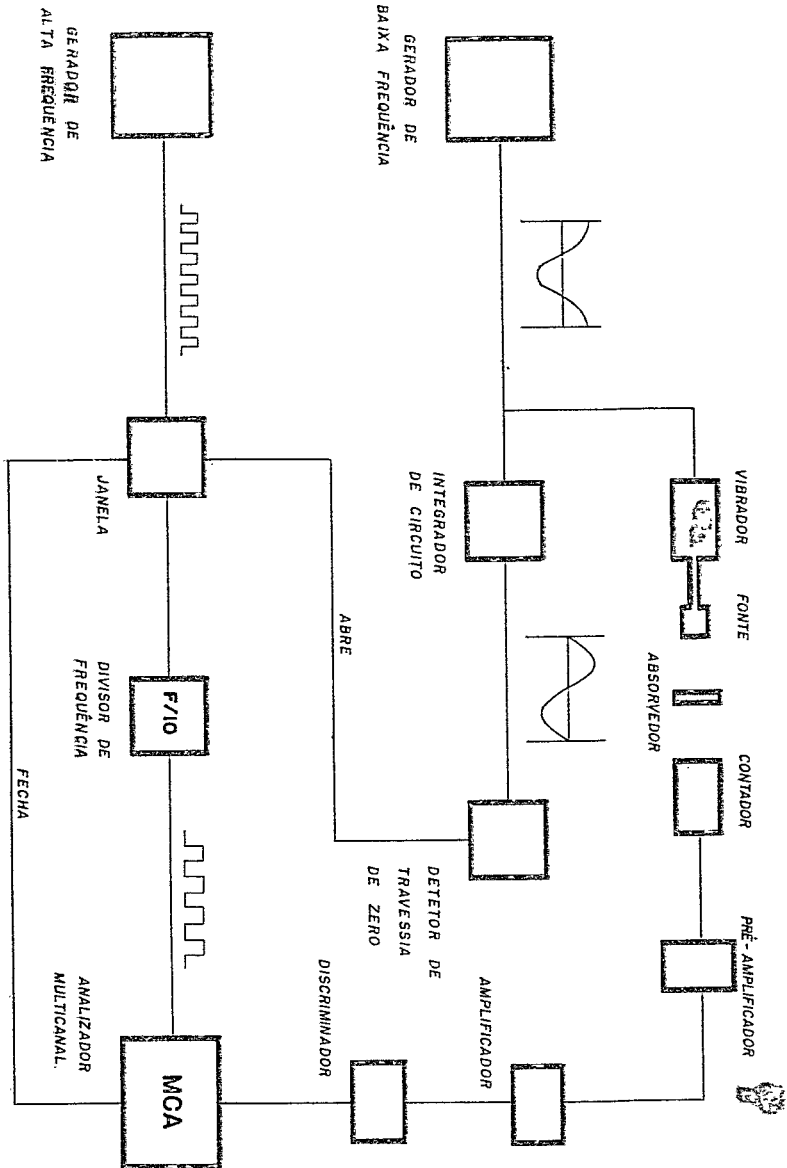 VIBRADOR
FONTE
CONTADOR
PRÉ-AMPLIFICADOR
ABSORVEDOR
AMPLIFICADOR
GERADOR DE
BAIXA FREQUÊNCIA
INTEGRADOR
DE CIRCUITO
DETETOR DE
TRAVESSIA
DE ZERO
ABRE
DISCRIMINADOR
GERADOR DE
ALTA FREQUÊNCIA
JANELA
F/10
DIVISOR DE
FREQUÊNCIA
MCA
ANALIZADOR
MULTICANAL.
FECHA